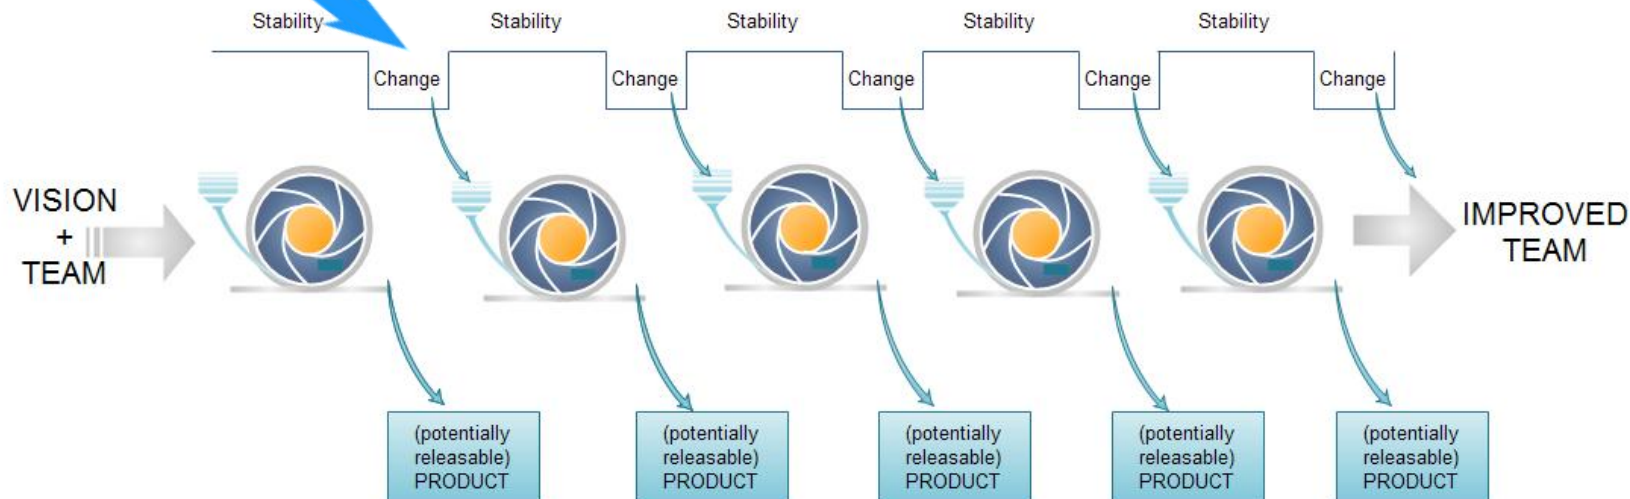 Stability
Stability
Stability
Stability
Stability
Change
Change
Change
Change
Change
VISION
+
TEAM
IMPROVED
TEAM
(potentially
releasable)
PRODUCT
(potentially
releasable)
PRODUCT
(potentially
releasable)
PRODUCT
(potentially
releasable)
PRODUCT
(potentially
releasable)
PRODUCT